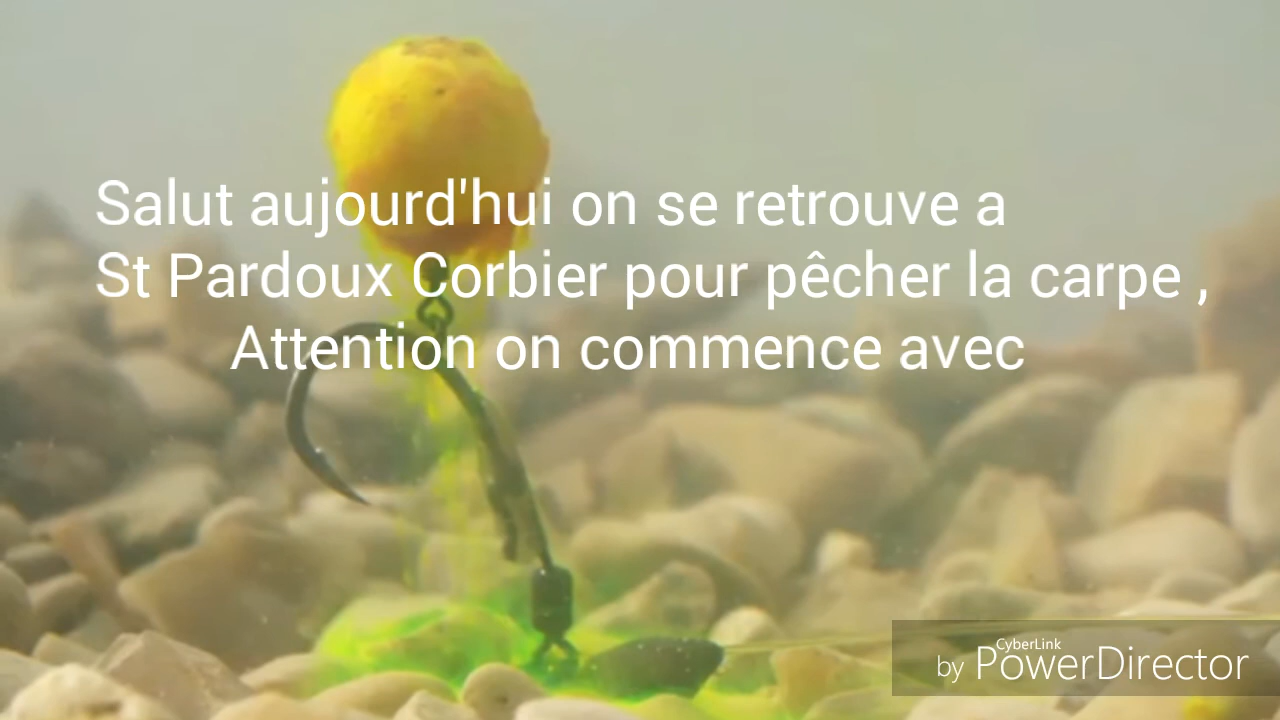 Salut aujourd'hui on se retrouve a
St Pardoux Corbier pour pêcher la carpe ,
Attention on commence avec
CyberLink
by PowerDirector